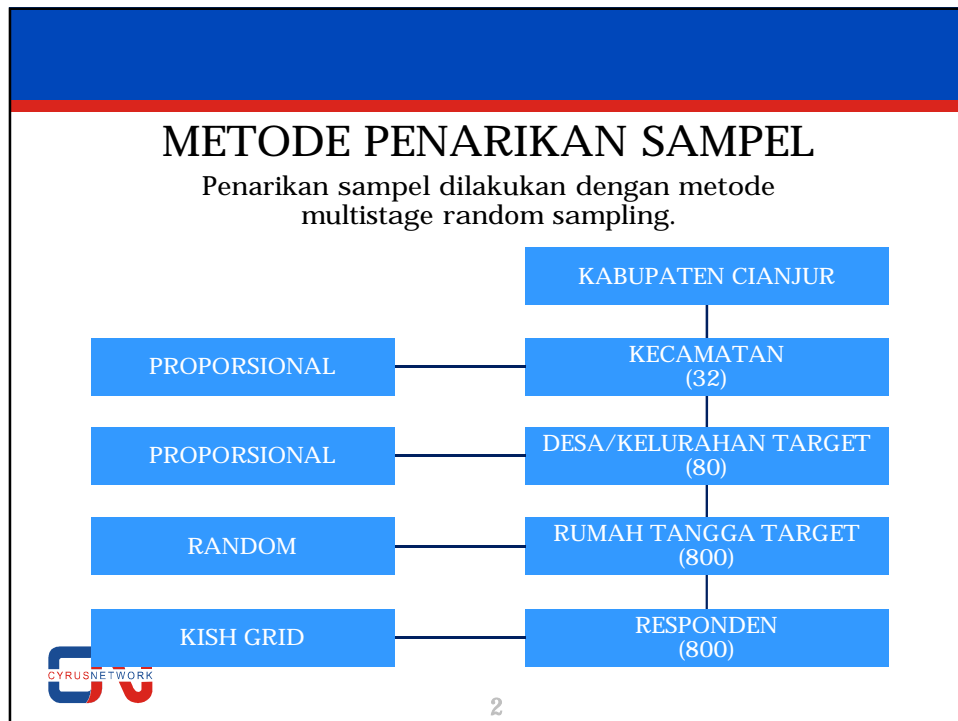 METODE PENARIKAN SAMPEL
Penarikan sampel dilakukan dengan metode
multistage random sampling.
KABUPATEN CIANJUR
PROPORSIONAL
KECAMATAN
(32)
PROPORSIONAL
DESA/KELURAHAN TARGET
(80)
RANDOM
RUMAH TANGGA TARGET
(800)
KISH GRID
RESPONDEN
(800)
CYRUSNETWORK
2